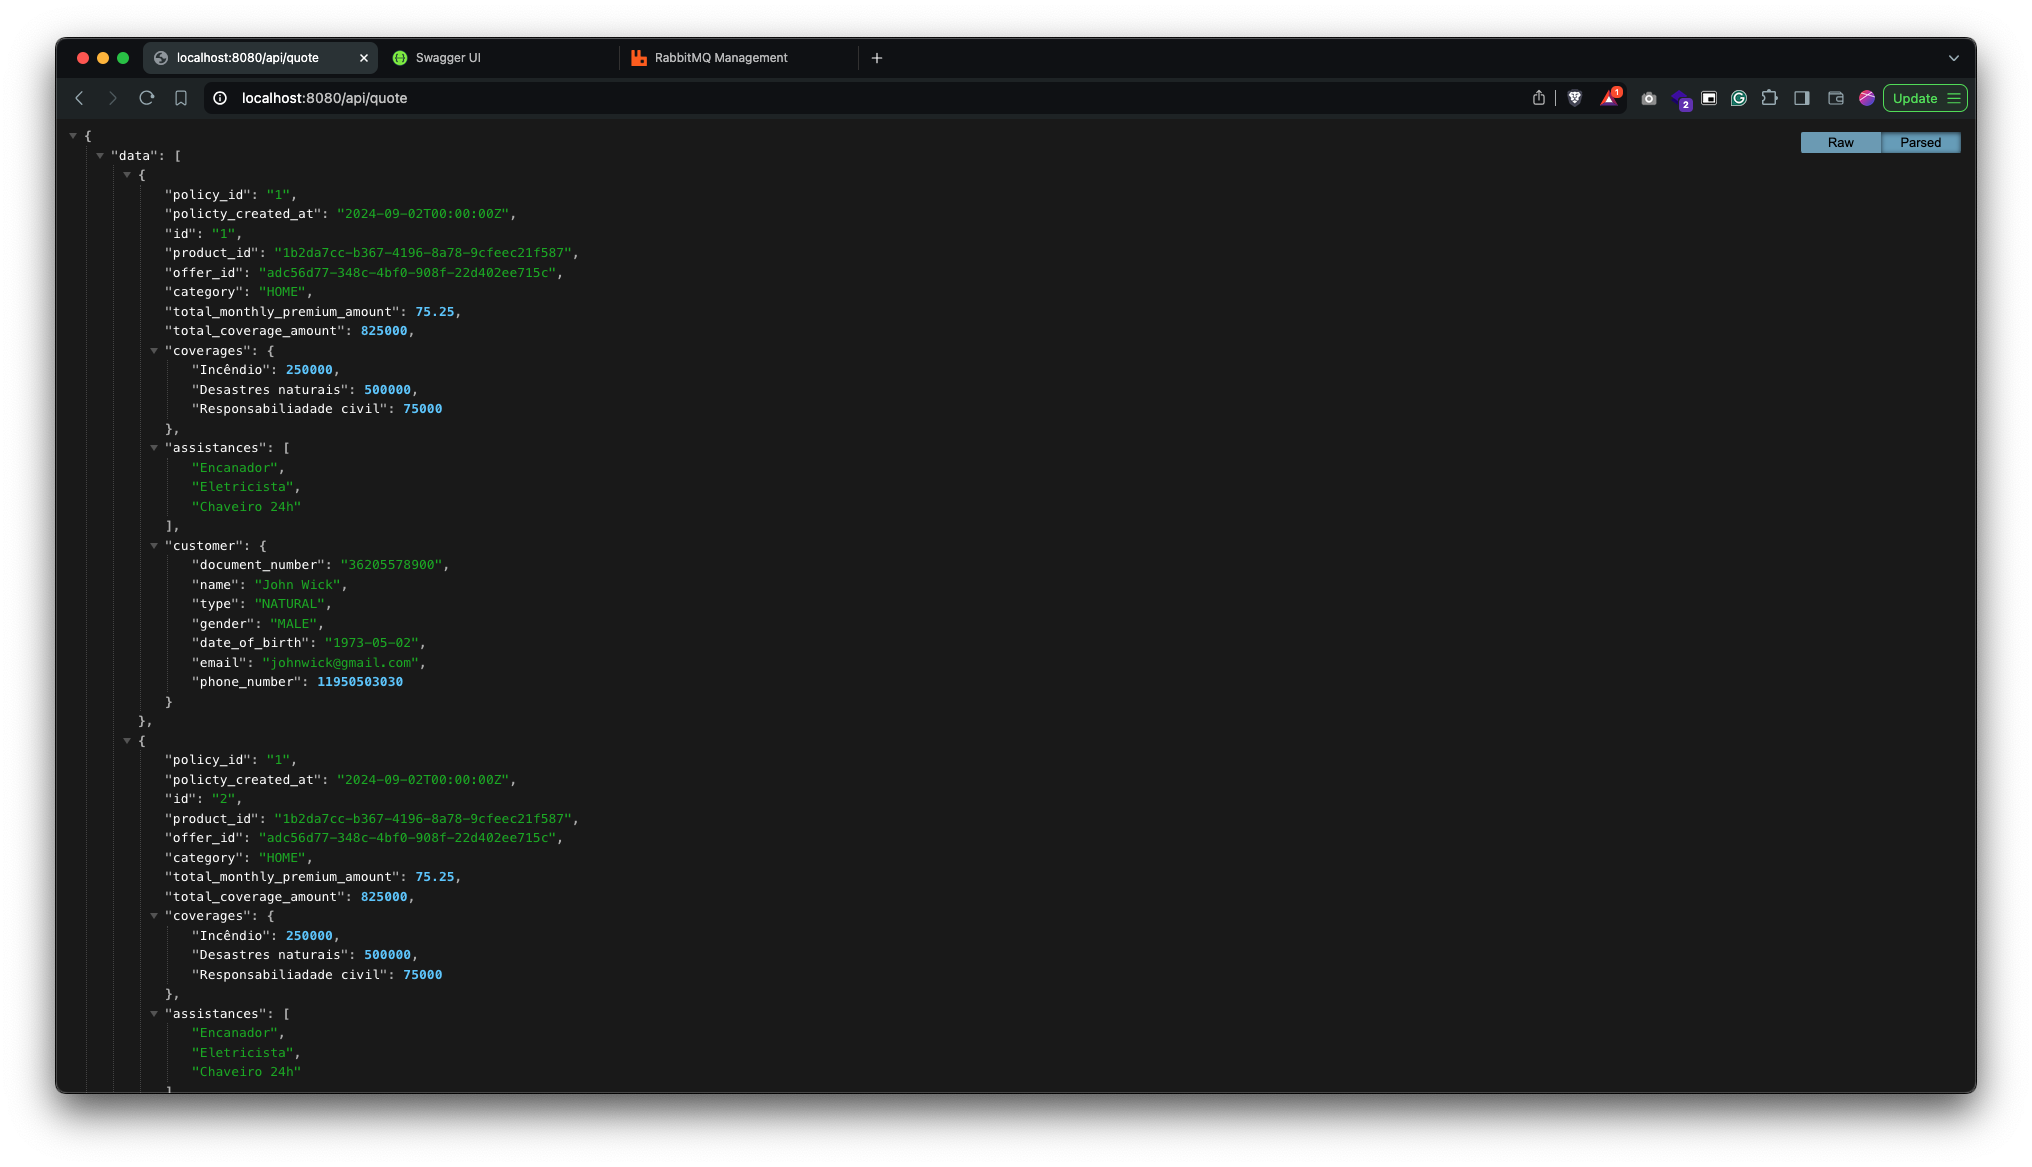 localhost:8080/api/quote
Swagger UI
RabbitMQ Management
localhost:8080/api/quote
1
2
Update
Raw
Parsed
{
"data": [
{
"policy_id": "1",
"policty_created_at": "2024-09-02T00:00:00Z",
"id": "1",
"product_id": "1b2da7cc-b367-4196-8a78-9cfeec21f587",
"offer_id": "adc56d77-348c-4bf0-908f-22d402ee715c",
"category": "HOME",
"total_monthly_premium_amount": 75.25,
"total_coverage_amount": 825000,
"coverages": {
"Incêndio": 250000,
"Desastres naturais": 500000,
"Responsabiliadade civil": 75000
},
"assistances": [
"Encanador",
"Eletricista",
"Chaveiro 24h"
],
"customer": {
"document_number": "36205578900",
"name": "John Wick",
"type": "NATURAL",
"gender": "MALE",
"date_of_birth": "1973-05-02",
"email": "johnwick@gmail.com",
"phone_number": 11950503030
}
},
{
"policy_id": "1",
"policty_created_at": "2024-09-02T00:00:00Z",
"id": "2",
"product_id": "1b2da7cc-b367-4196-8a78-9cfeec21f587",
"offer_id": "adc56d77-348c-4bf0-908f-22d402ee715c",
"category": "HOME",
"total_monthly_premium_amount": 75.25,
"total_coverage_amount": 825000,
"coverages": {
"Incêndio": 250000,
"Desastres naturais": 500000,
"Responsabiliadade civil": 75000
},
"assistances": [
"Encanador",
"Eletricista",
"Chaveiro 24h"
]